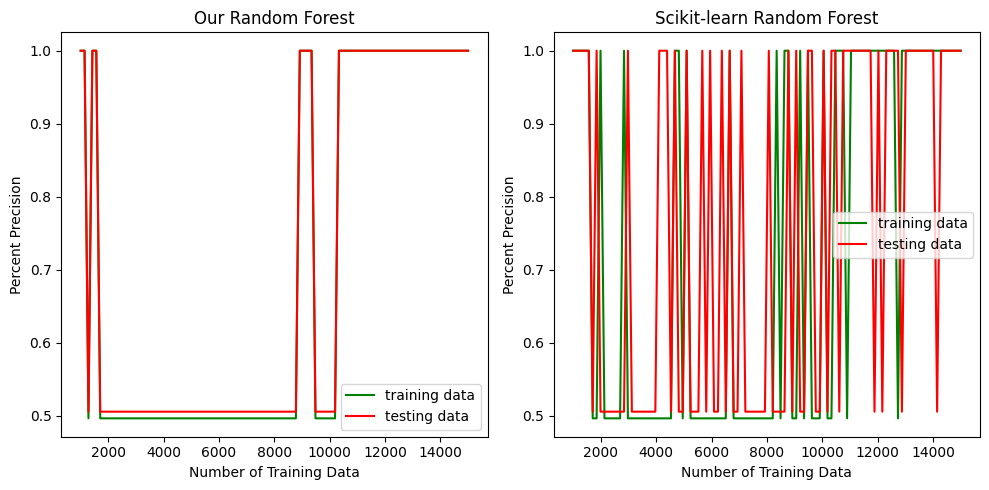 Our Random Forest
Percent Precision
1.0
0.9
0.8
0.7
0.6
0.5
2000 4000 6000 8000 10000 12000 14000
Number of Training Data
training data
testing data
Scikit-learn Random Forest
Percent Precision
1.0
0.9
0.8
0.7
0.6
0.5
2000 4000 6000 8000 10000 12000 14000
Number of Training Data
training data
testing data